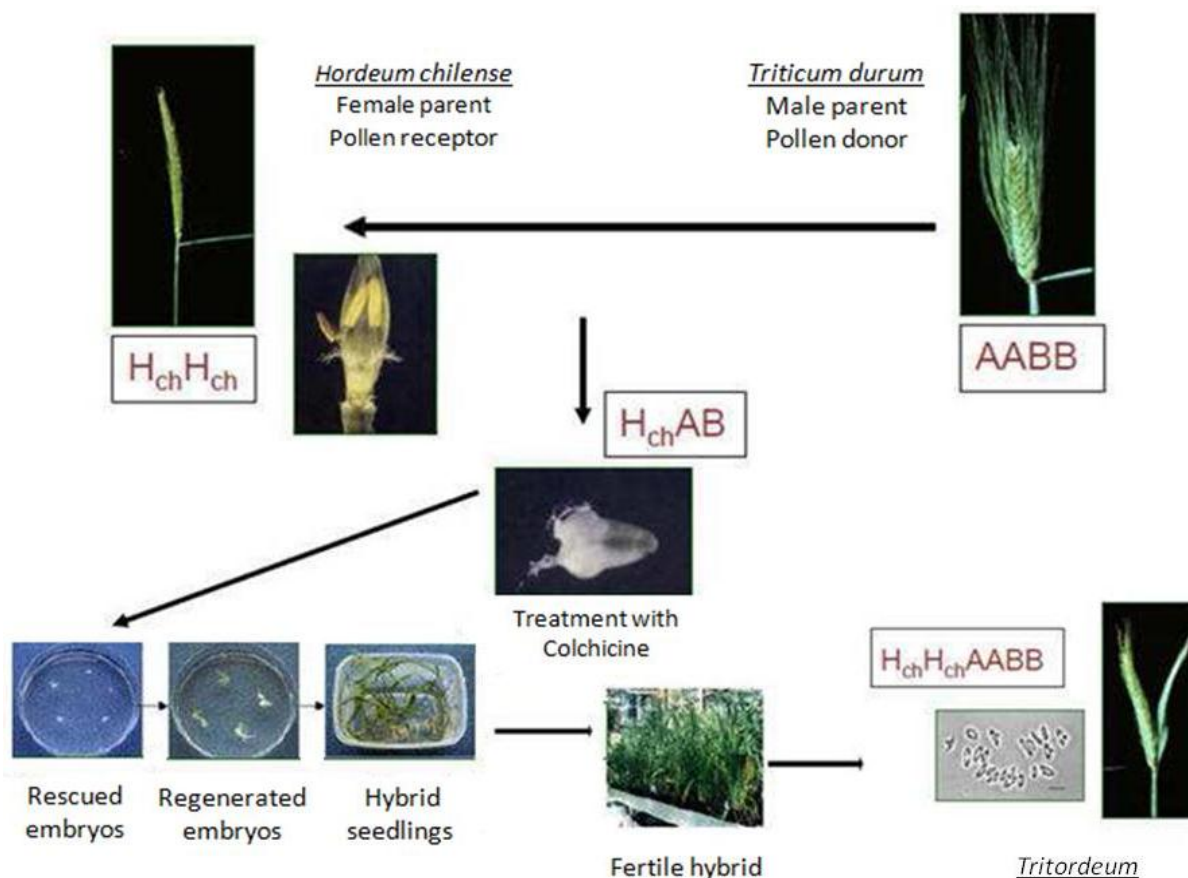 Hordeum chilense
Female parent
Pollen receptor
Triticum durum
Male parent
Pollen donor
HchHch
AABB
HchAB
Treatment with
Colchicine
HchHchAABB
Rescued
embryos
Regenerated
embryos
Hybrid
seedlings
Fertile hybrid
Tritordeum